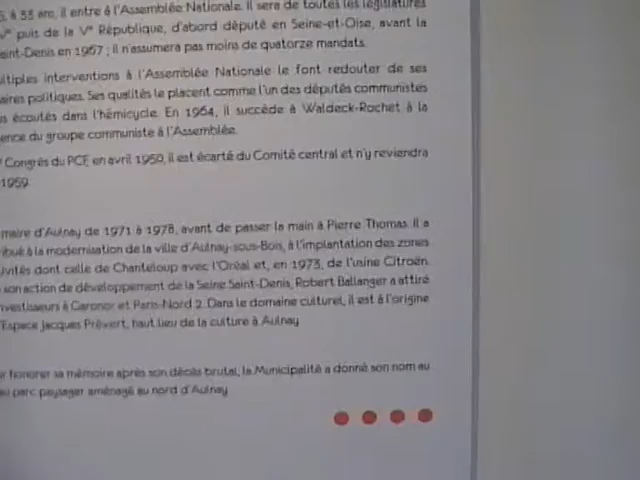 à 33 ans, il entre à l'Assemblée Nationale. Il sera de toutes les législatures
puis de la Vᵉ République, d'abord député en Seine-et-Oise, avant la
aint-Denis en 1967 ; il n'assumera pas moins de quatorze mandats.
ultiples interventions à l'Assemblée Nationale le font redouter de ses
aires politiques. Ses qualités le placent comme l'un des députés communistes
s écoutés dans l'hémicycle. En 1964, il succède à Waldeck-Rochet à la
ence du groupe communiste à l'Assemblée.
Congrès du PCF, en avril 1950, il est écarté du Comité central et n'y reviendra
1959.
maire d'Aulnay de 1971 à 1978, avant de passer la main à Pierre Thomas. Il a
ibué à la modernisation de la ville d'Aulnay-sous-Bois, à l'implantation des zones
ivités dont celle de Chanteloup avec l'Oréal et, en 1973, de l'usine Citroën.
son action de développement de la Seine Saint-Denis, Robert Ballanger a attiré
nvestisseurs à Garonor et Paris-Nord 2. Dans le domaine culturel, il est à l'origine
'Espace Jacques Prévert, haut lieu de la culture à Aulnay.
r honorer sa mémoire après son décès brutal, la Municipalité a donné son nom au
au parc paysager aménagé au nord d'Aulnay.